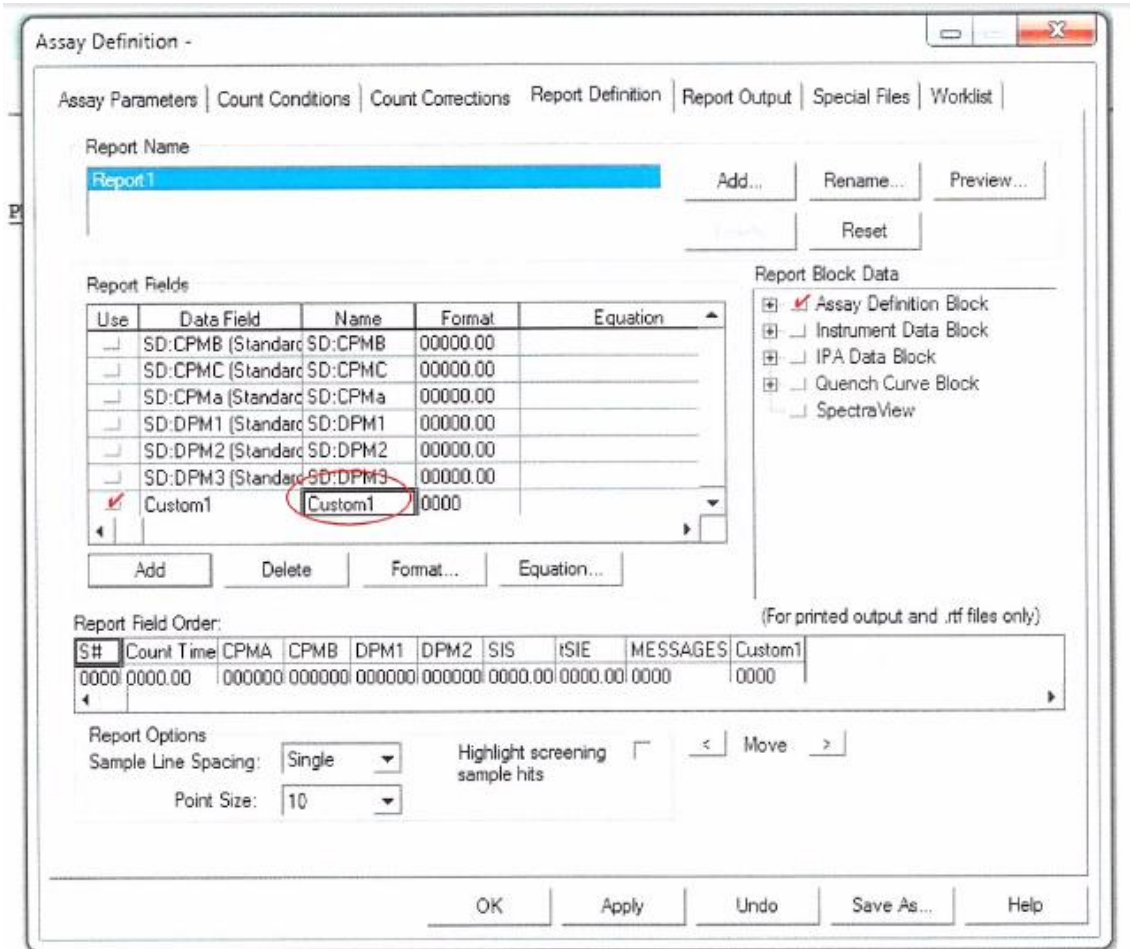 Assay Definition -
Assay Parameters Count Conditions Count Corrections Report Definition Report Output Special Files Worklist
Report Name
Report1
Add... Rename... Preview...
Reset
Report Fields
Use Data Field Name Format Equation
SD:CPMB (Standard SD:CPMB 00000.00
SD:CPMC (Standard SD:CPMC 00000.00
SD:CPMa (Standard SD:CPMa 00000.00
SD:DPM1 (Standard SD:DPM1 00000.00
SD:DPM2 (Standard SD:DPM2 00000.00
SD:DPM3 (Standard SD:DPM3 00000.00
Custom1 Custom1 0000
Add Delete Format... Equation...
Report Block Data
Assay Definition Block
Instrument Data Block
IPA Data Block
Quench Curve Block
SpectraView
(For printed output and .rtf files only)
Report Field Order:
S# Count Time CPMA CPMB DPM1 DPM2 SIS tSIE MESSAGES Custom1
0000 0000.00 000000 000000 000000 000000 0000.00 0000.00 0000 0000
Report Options
Sample Line Spacing: Single
Point Size: 10
Highlight screening
sample hits
< Move >
OK Apply Undo Save As... Help